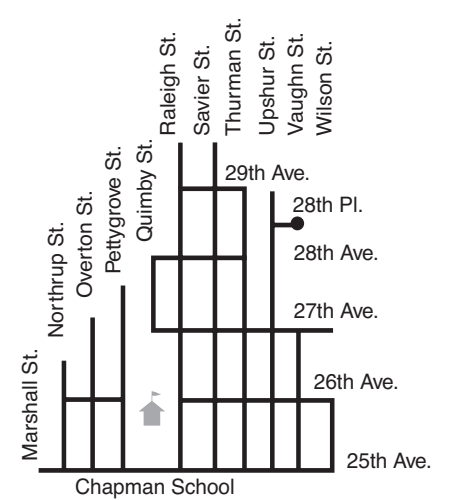 Marshall St.
Northrup St.
Overton St.
Pettygrove St.
Quimby St.
Raleigh St.
Savier St.
Thurman St.
Upshur St.
Vaughn St.
Wilson St.
29th Ave.
28th Pl.
28th Ave.
27th Ave.
26th Ave.
25th Ave.
Chapman School